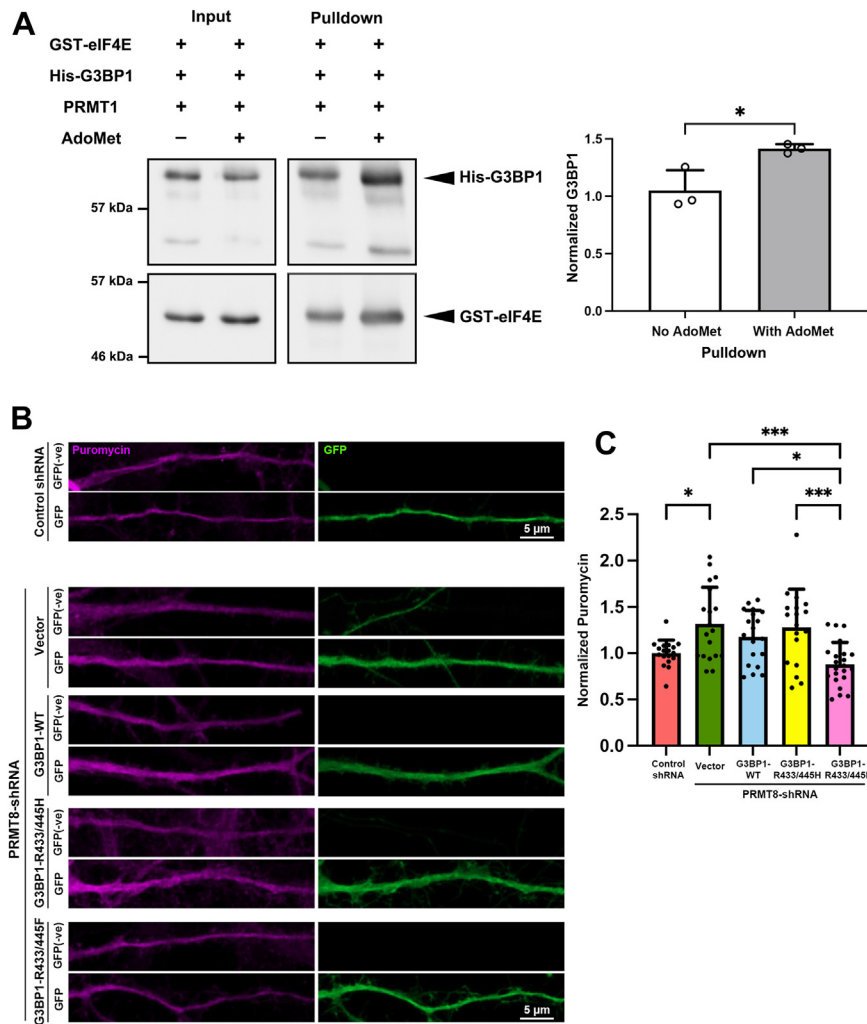 A
Input Pulldown
GST-eIF4E + + + +
His-G3BP1 + + + +
PRMT1 + + + +
AdoMet – + – +
His-G3BP1
57 kDa
57 kDa
GST-eIF4E
46 kDa
*
Normalized G3BP1
1.5
1.0
0.5
0.0
No AdoMet With AdoMet
Pulldown
B
Puromycin GFP
Control shRNA
GFP(-ve)
GFP
5 µm
PRMT8-shRNA
Vector
GFP(-ve)
GFP
G3BP1-WT
GFP(-ve)
GFP
G3BP1-R433/445H
GFP(-ve)
GFP
G3BP1-R433/445F
GFP(-ve)
GFP
5 µm
C
***
*
* ***
Normalized Puromycin
2.5
2.0
1.5
1.0
0.5
0.0
Control
shRNA
Vector
G3BP1-
WT
G3BP1-
R433/445H
G3BP1-
PRMT8-shRNA